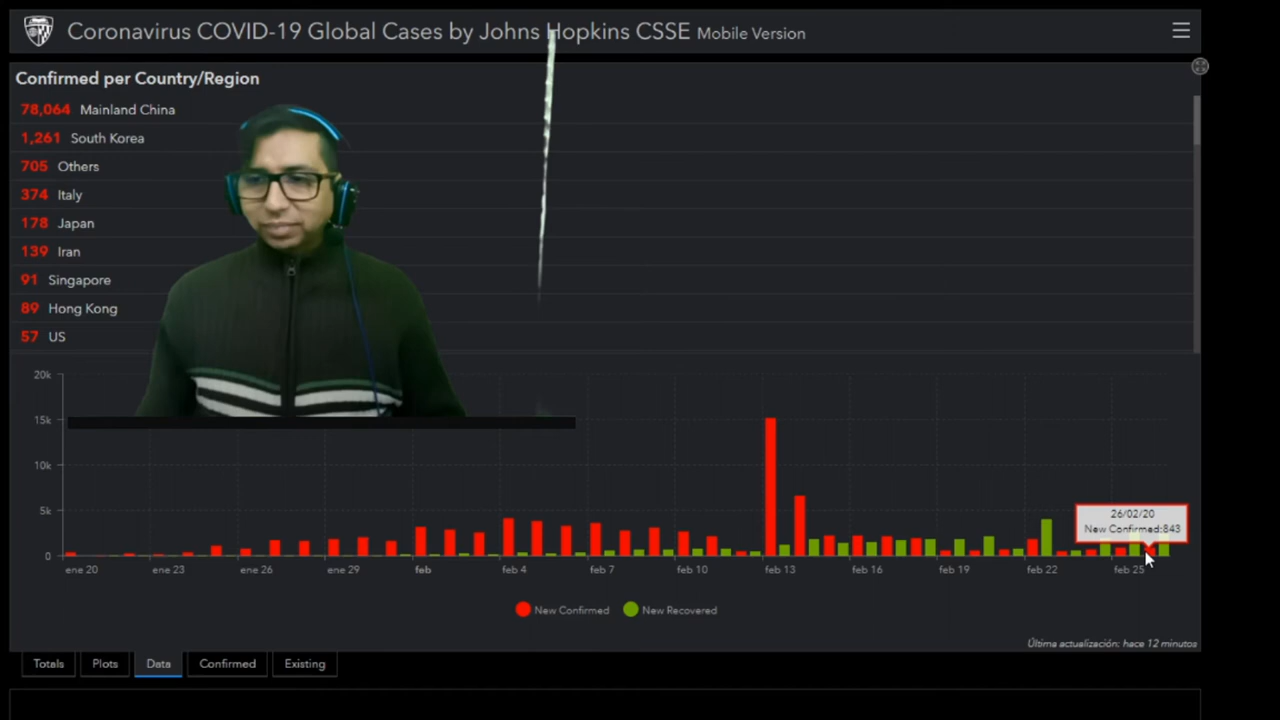 Coronavirus COVID-19 Global Cases by Johns Hopkins CSSE Mobile Version
Confirmed per Country/Region
78,064 Mainland China
1,261 South Korea
705 Others
374 Italy
178 Japan
139 Iran
91 Singapore
89 Hong Kong
57 US
20k
15k
10k
5k
0
26/02/20
New Confirmed:843
ene 20 ene 23 ene 26 ene 29 feb feb 4 feb 7 feb 10 feb 13 feb 16 feb 19 feb 22 feb 25
New Confirmed New Recovered
Última actualización: hace 12 minutos
Totals Plots Data Confirmed Existing